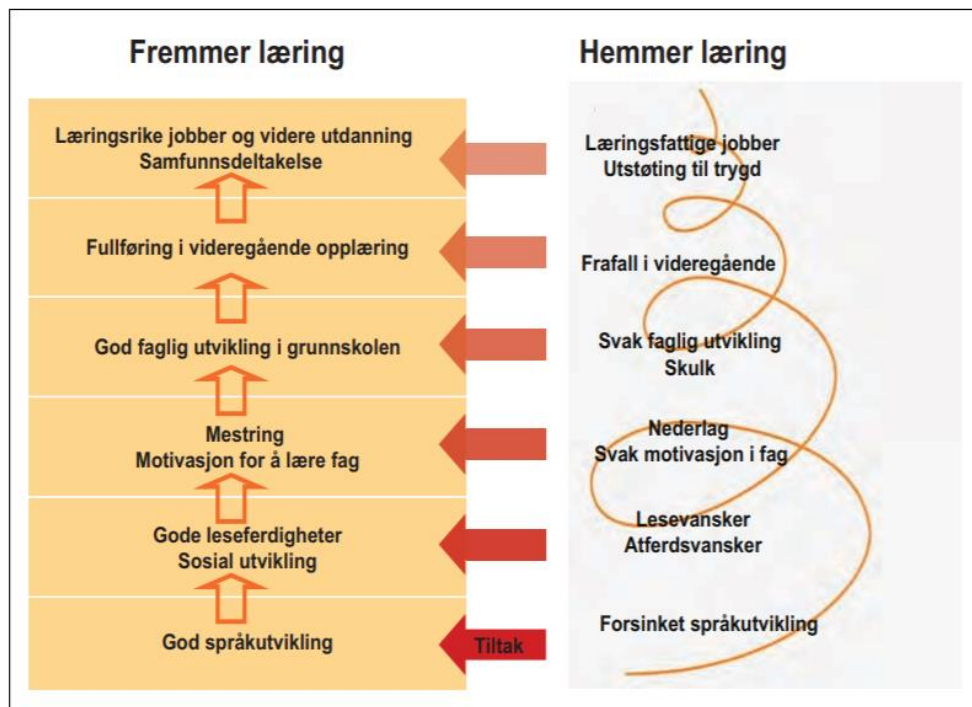 Fremmer læring
Læringsrike jobber og videre utdanning
Samfunnsdeltakelse
Fullføring i videregående opplæring
God faglig utvikling i grunnskolen
Mestring
Motivasjon for å lære fag
Gode leseferdigheter
Sosial utvikling
God språkutvikling
Tiltak
Hemmer læring
Læringsfattige jobber
Utstøting til trygd
Frafall i videregående
Svak faglig utvikling
Skulk
Nederlag
Svak motivasjon i fag
Lesevansker
Atferdsvansker
Forsinket språkutvikling